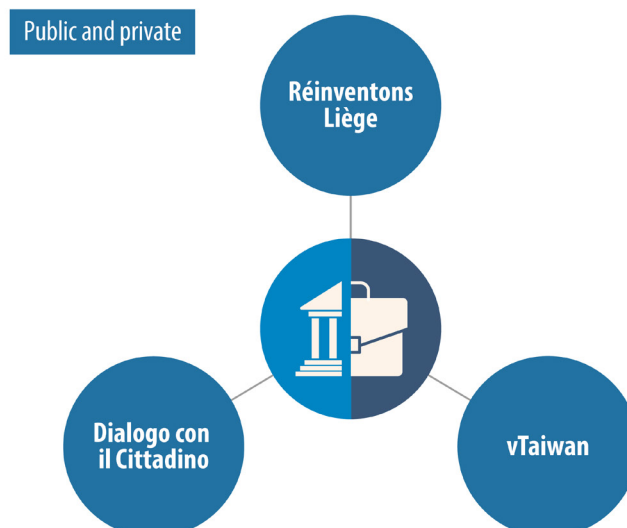 Public and private
Réinventons
Liège
Dialogo con
il Cittadino
vTaiwan